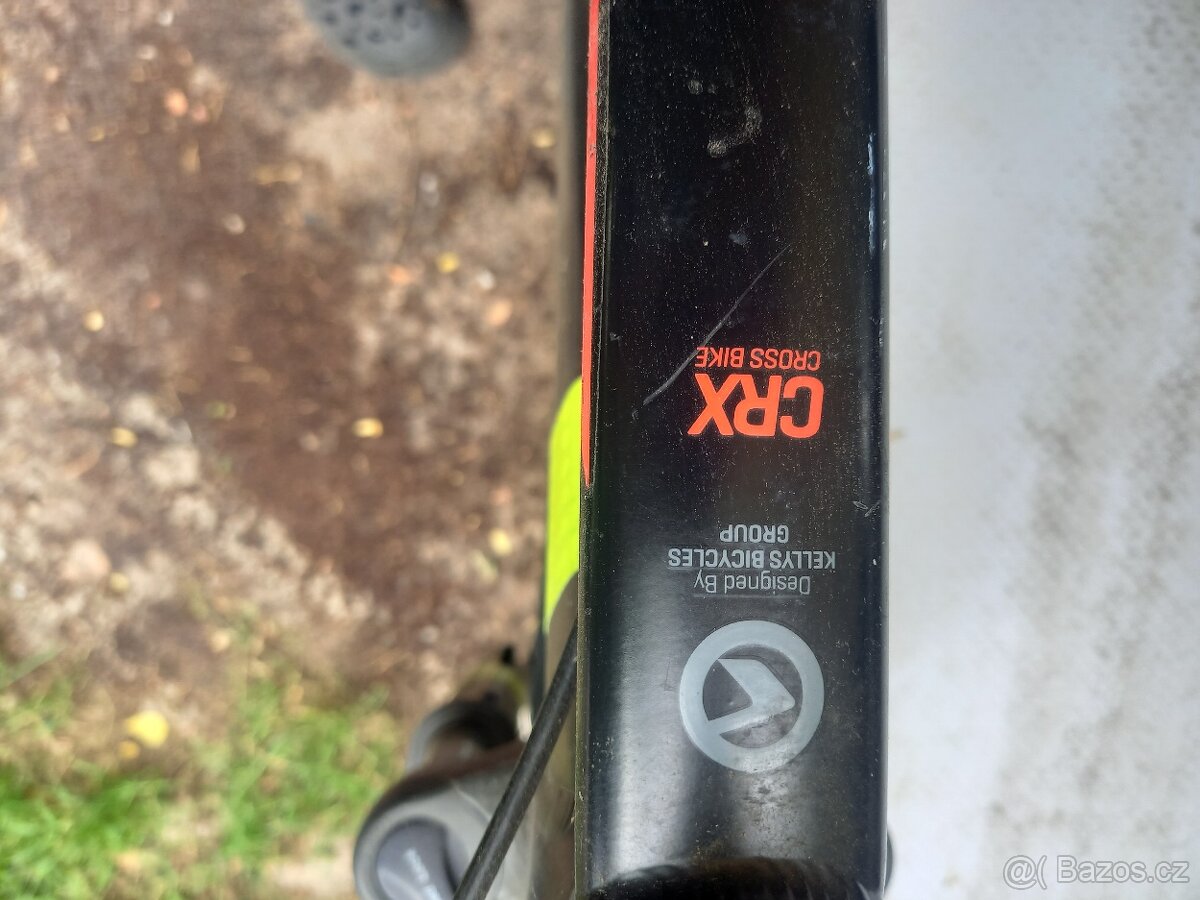 Designed By
KELLYS BICYCLES
GROUP
CRX
CROSS BIKE
@( Bazos.cz